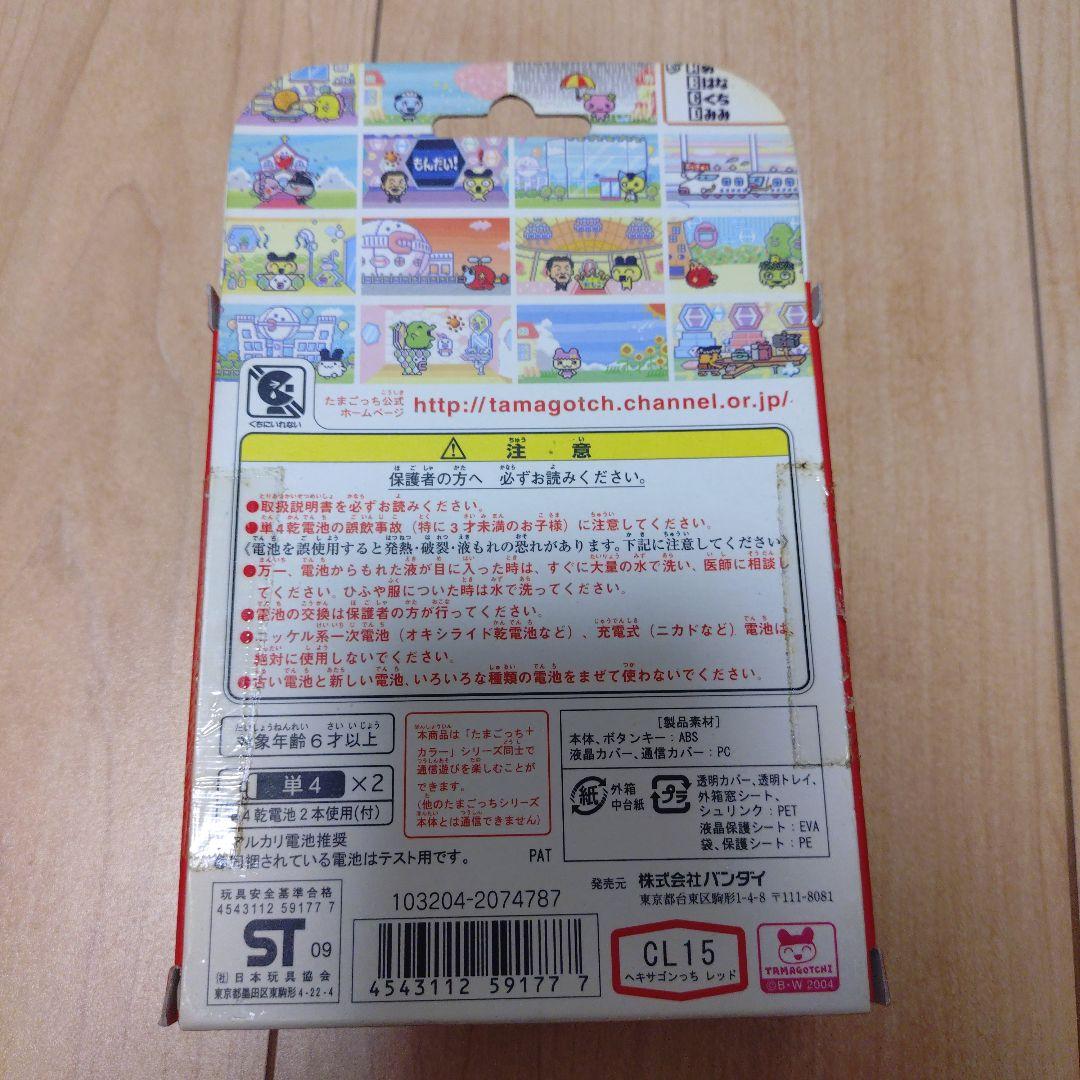 め
Bはな
Cくち
Dみみ
もんだい!
くちにいれない
たまごっち公式
ホームページ
http://tamagotch.channel.or.jp/
注意
保護者の方へ 必ずお読みください。
●取扱説明書を必ずお読みください。
●単4乾電池の誤飲事故(特に3才未満のお子様)に注意してください。
《電池を誤使用すると発熱・破裂・液もれの恐れがあります。下記に注意してください》
●万一、電池からもれた液が目に入った時は、すぐに大量の水で洗い、医師に相談し
てください。ひふや服についた時は水で洗ってください。
●電池の交換は保護者の方が行ってください。
●ニッケル系一次電池(オキシライド乾電池など)、充電式(ニカドなど)電池は、
絶対に使用しないでください。
●古い電池と新しい電池、いろいろな種類の電池をまぜて使わないでください。
対象年齢6才以上
単4 ×2
4乾電池2本使用(付)
アルカリ電池推奨
同梱されている電池はテスト用です。
本商品は「たまごっち+
カラー」シリーズ同士で
通信遊びを楽しむことが
できます。
(他のたまごっちシリーズ
本体とは通信できません)
PAT
[製品素材]
本体、ボタンキー:ABS
液晶カバー、通信カバー:PC
紙
外箱
中台紙
プラ
透明カバー、透明トレイ、
外箱窓シート、
シュリンク:PET
液晶保護シート:EVA
袋、保護シート:PE
発売元 株式会社バンダイ
東京都台東区駒形1-4-8 〒111-8081
玩具安全基準合格
4543112 59177 7
ST 09
(社)日本玩具協会
東京都墨田区東駒形4-22-4
103204-2074787
4543112 59177 7
CL15
ヘキサゴンっち レッド
TAMAGOTCHI
©B・W 2004